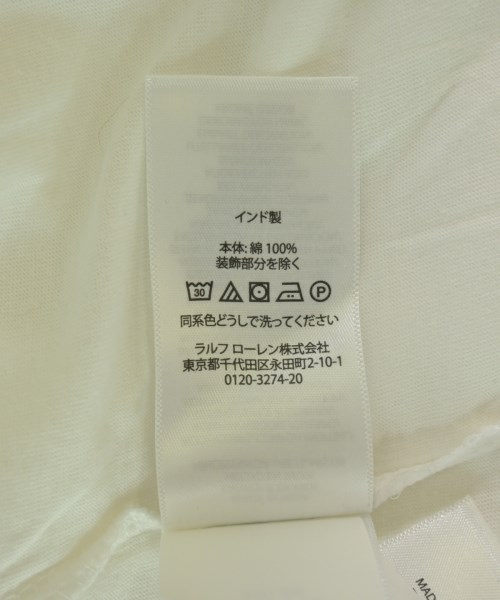 インド製
本体: 綿 100%
装飾部分を除く
30 P
同系色どうしで洗ってください
ラルフ ローレン株式会社
東京都千代田区永田町2-10-1
0120-3274-20
MAD